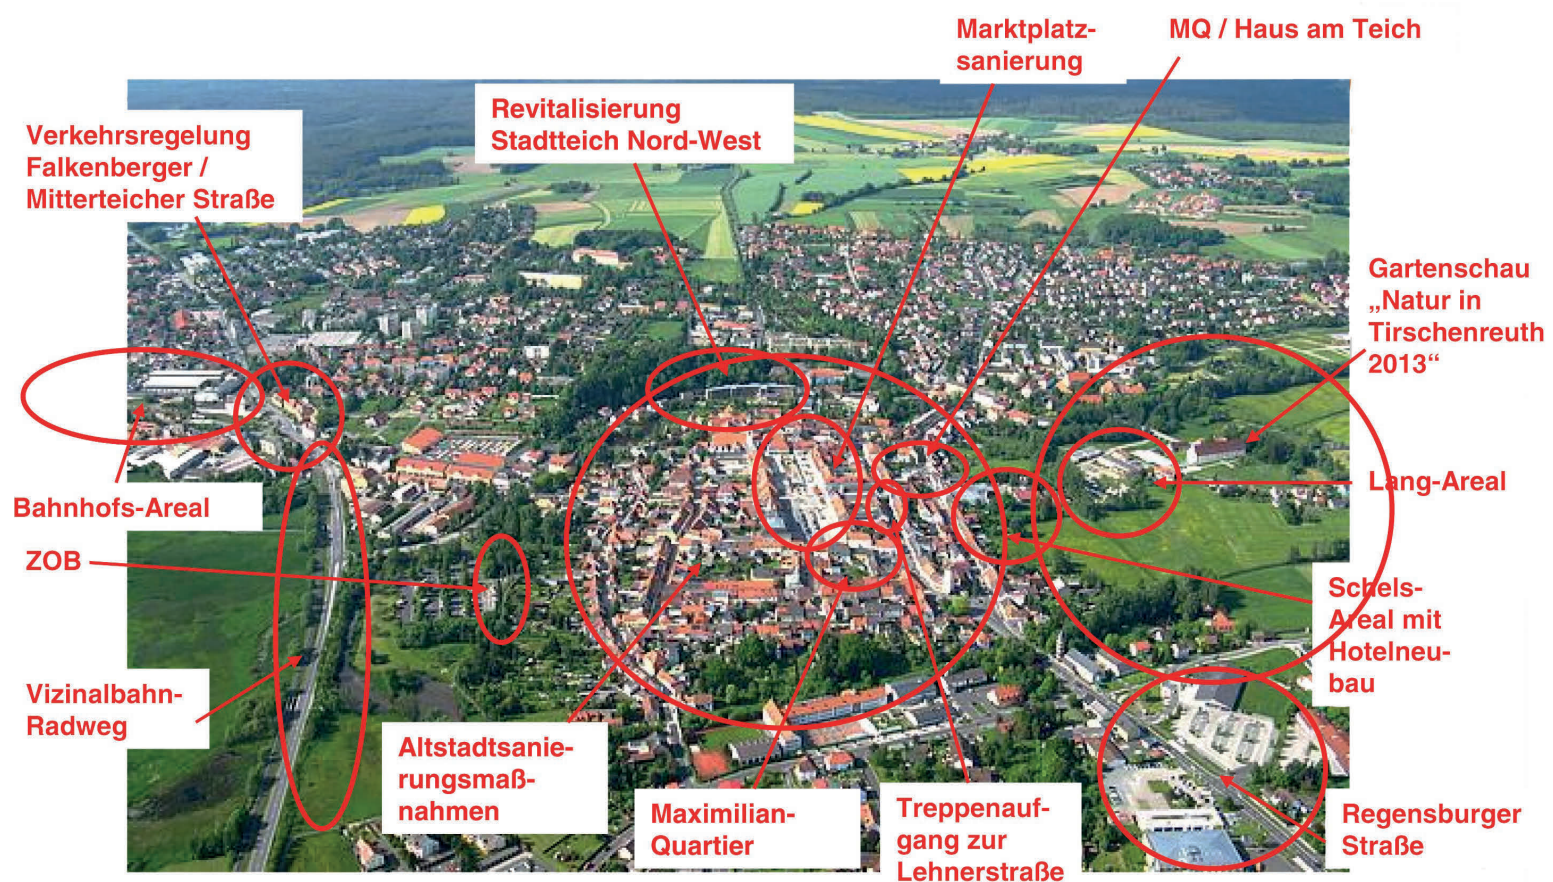 Marktplatz-
sanierung
MQ / Haus am Teich
Revitalisierung
Stadtteich Nord-West
Verkehrsregelung
Falkenberger /
Mitterteicher Straße
Gartenschau
„Natur in
Tirschenreuth
2013“
Bahnhofs-Areal
Lang-Areal
ZOB
Schels-
Areal mit
Hotelneu-
bau
Vizinalbahn-
Radweg
Altstadtsanie-
rungsmaß-
nahmen
Maximilian-
Quartier
Treppenauf-
gang zur
Lehnerstraße
Regensburger
Straße